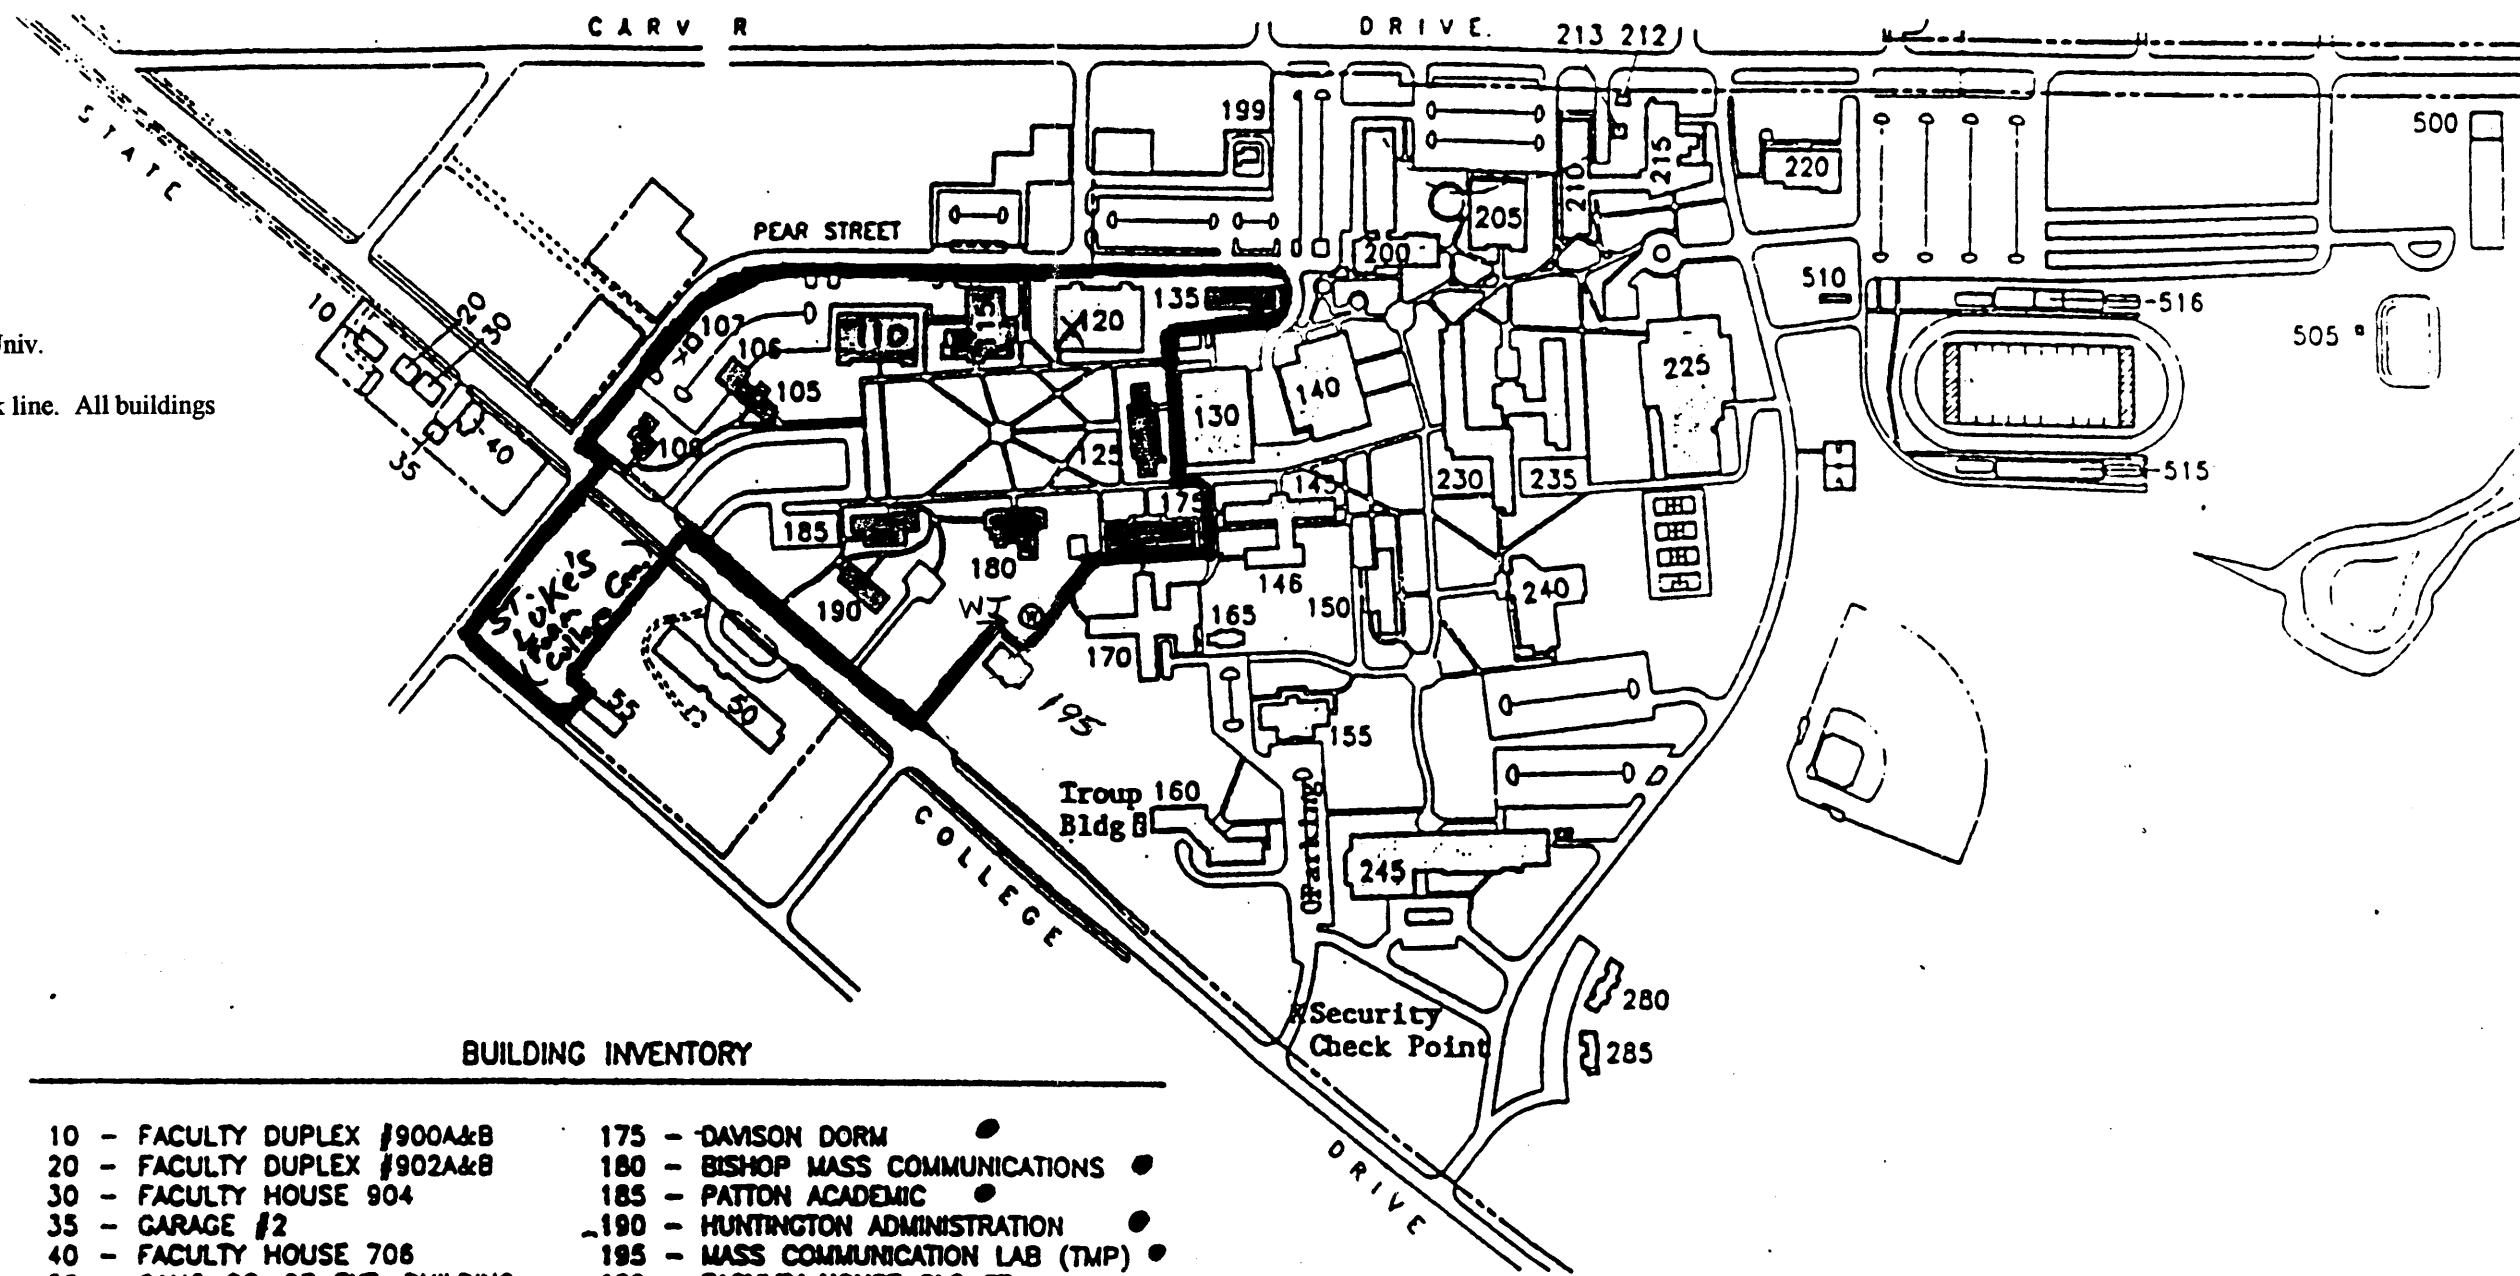 CARV R DRIVE.
213 212
STATE
199
500
215
220
210
205
PEAR STREET
200
510
10
20
30
135
516
107
110
115
120
505
niv.
106
225
105
140
line. All buildings
130
108
125
40
35
145
230
235
515
175
185
180
146
240
190
WJ
W
165
150
St Luke's
170
55
50
195
155
Troup 160
Bldg
Parking
COLLEGE
245
280
Security
Check Point
285
BUILDING INVENTORY
DRIVE
10 - FACULTY DUPLEX #900A&B
20 - FACULTY DUPLEX #902A&B
30 - FACULTY HOUSE 904
35 - GARAGE #2
40 - FACULTY HOUSE 706
175 - DAVISON DORM
180 - BISHOP MASS COMMUNICATIONS
185 - PATTON ACADEMIC
190 - HUNTINGTON ADMINISTRATION
195 - MASS COMMUNICATION LAB (TMP)